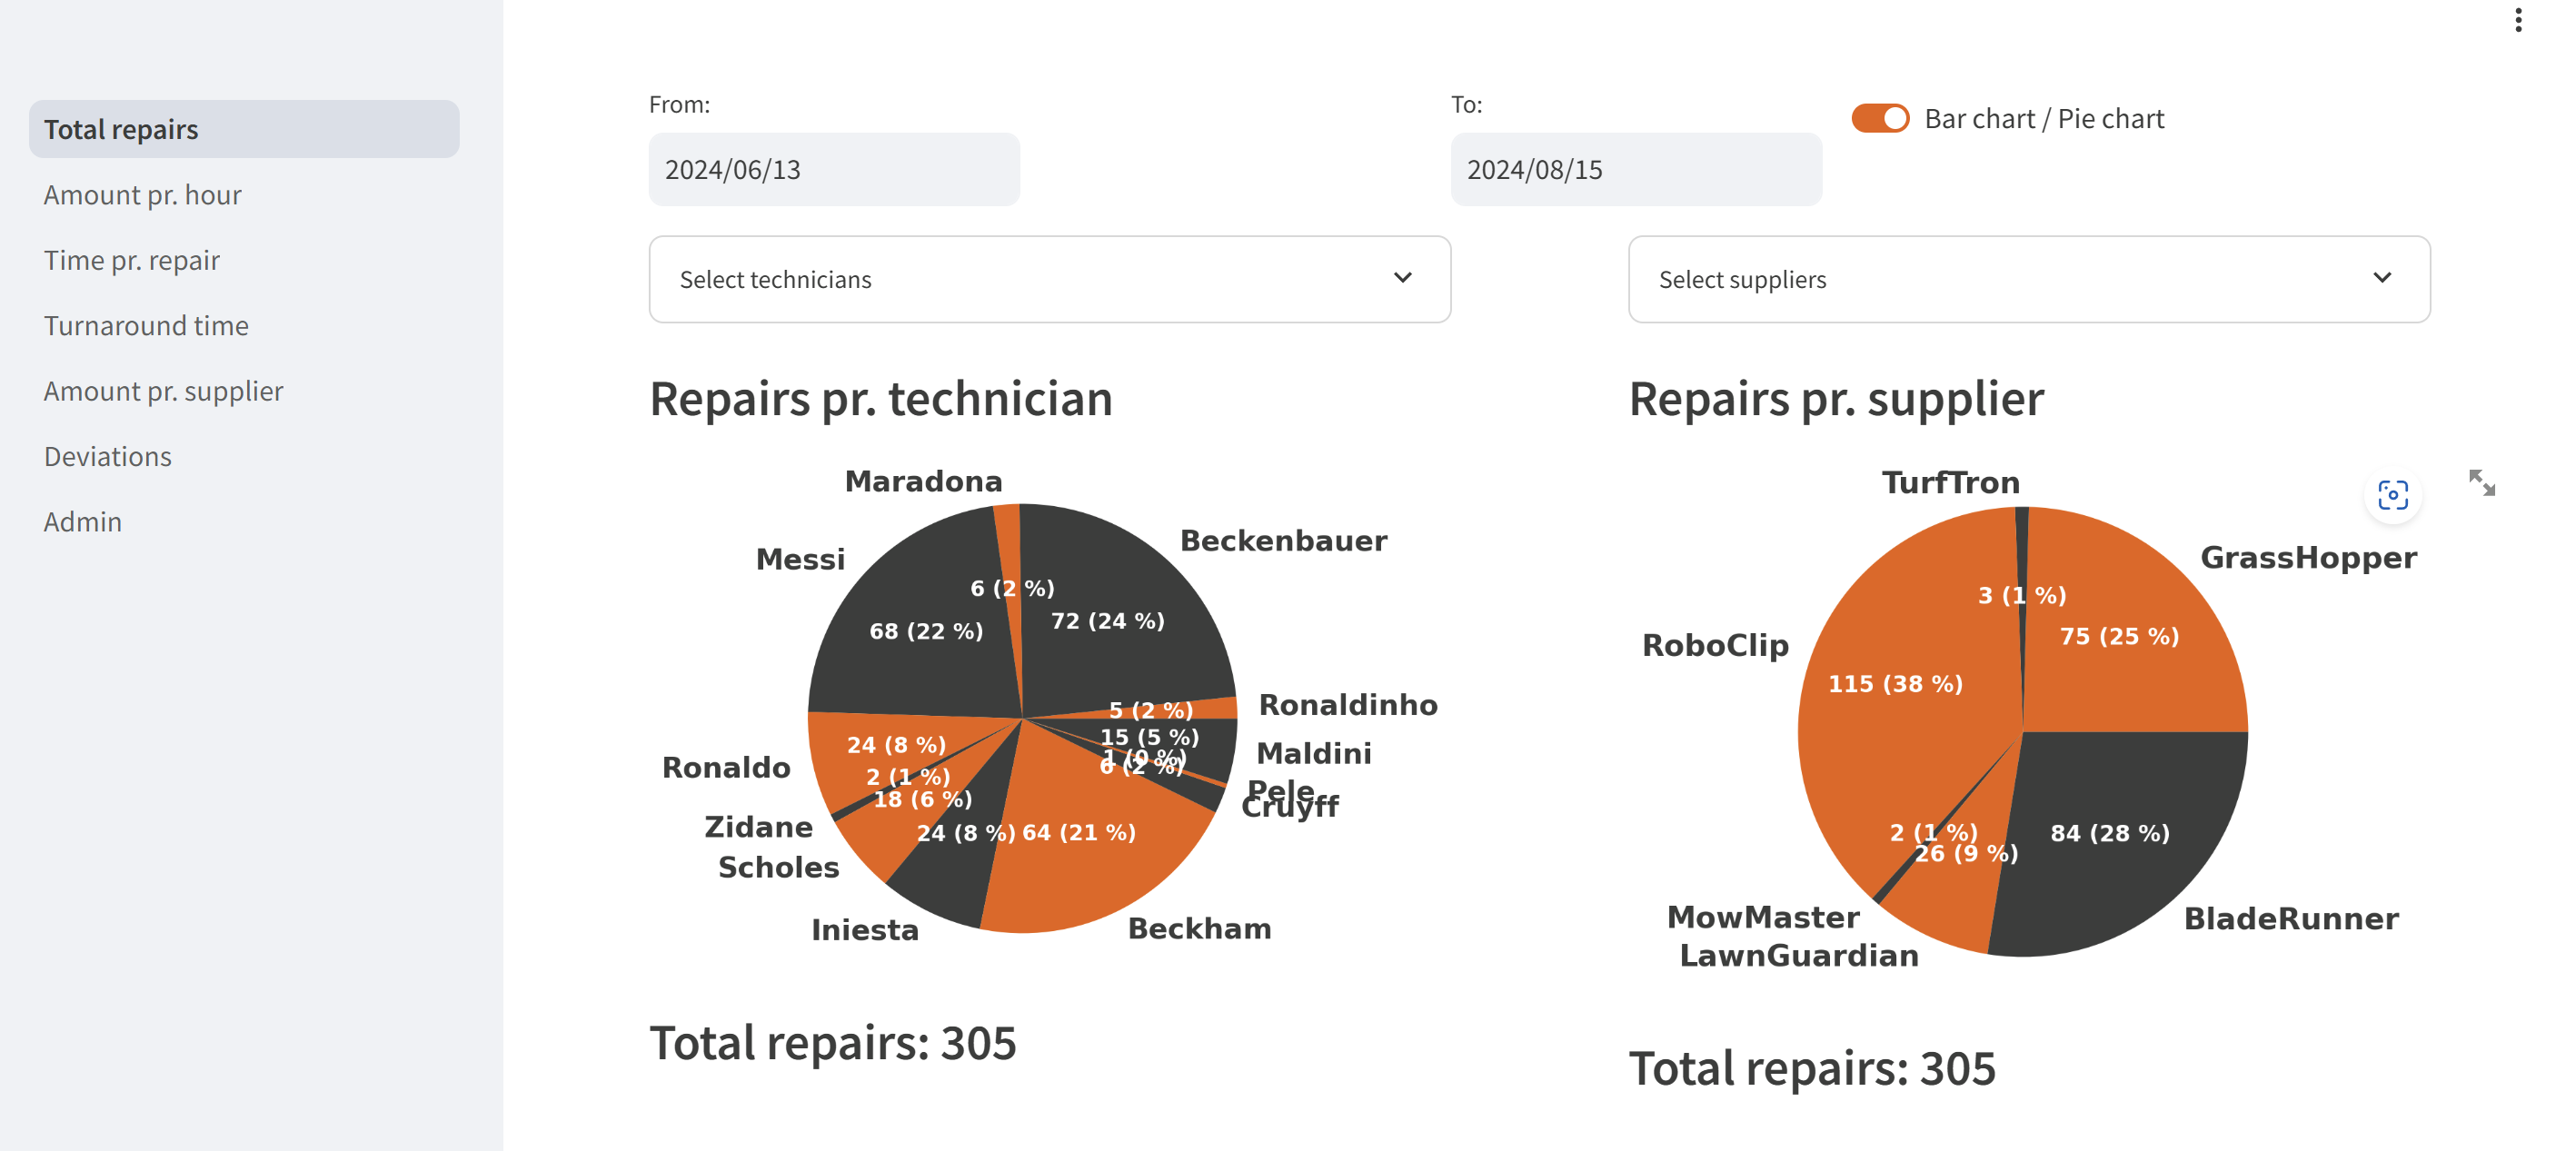 Total repairs
Amount pr. hour
Time pr. repair
Turnaround time
Amount pr. supplier
Deviations
Admin
From:
2024/06/13
To:
2024/08/15
Bar chart / Pie chart
Select technicians
Select suppliers
Repairs pr. technician
Maradona
Beckenbauer
Messi
6 (2 %)
72 (24 %)
68 (22 %)
Ronaldinho
5 (2 %)
15 (5 %)
24 (8 %)
Maldini
1 (0 %)
6 (2 %)
Ronaldo
2 (1 %)
Pele
18 (6 %)
Cruyff
Zidane
24 (8 %)
64 (21 %)
Scholes
Iniesta
Beckham
Total repairs: 305
Repairs pr. supplier
TurfTron
GrassHopper
3 (1 %)
75 (25 %)
RoboClip
115 (38 %)
2 (1 %)
84 (28 %)
26 (9 %)
MowMaster
BladeRunner
LawnGuardian
Total repairs: 305